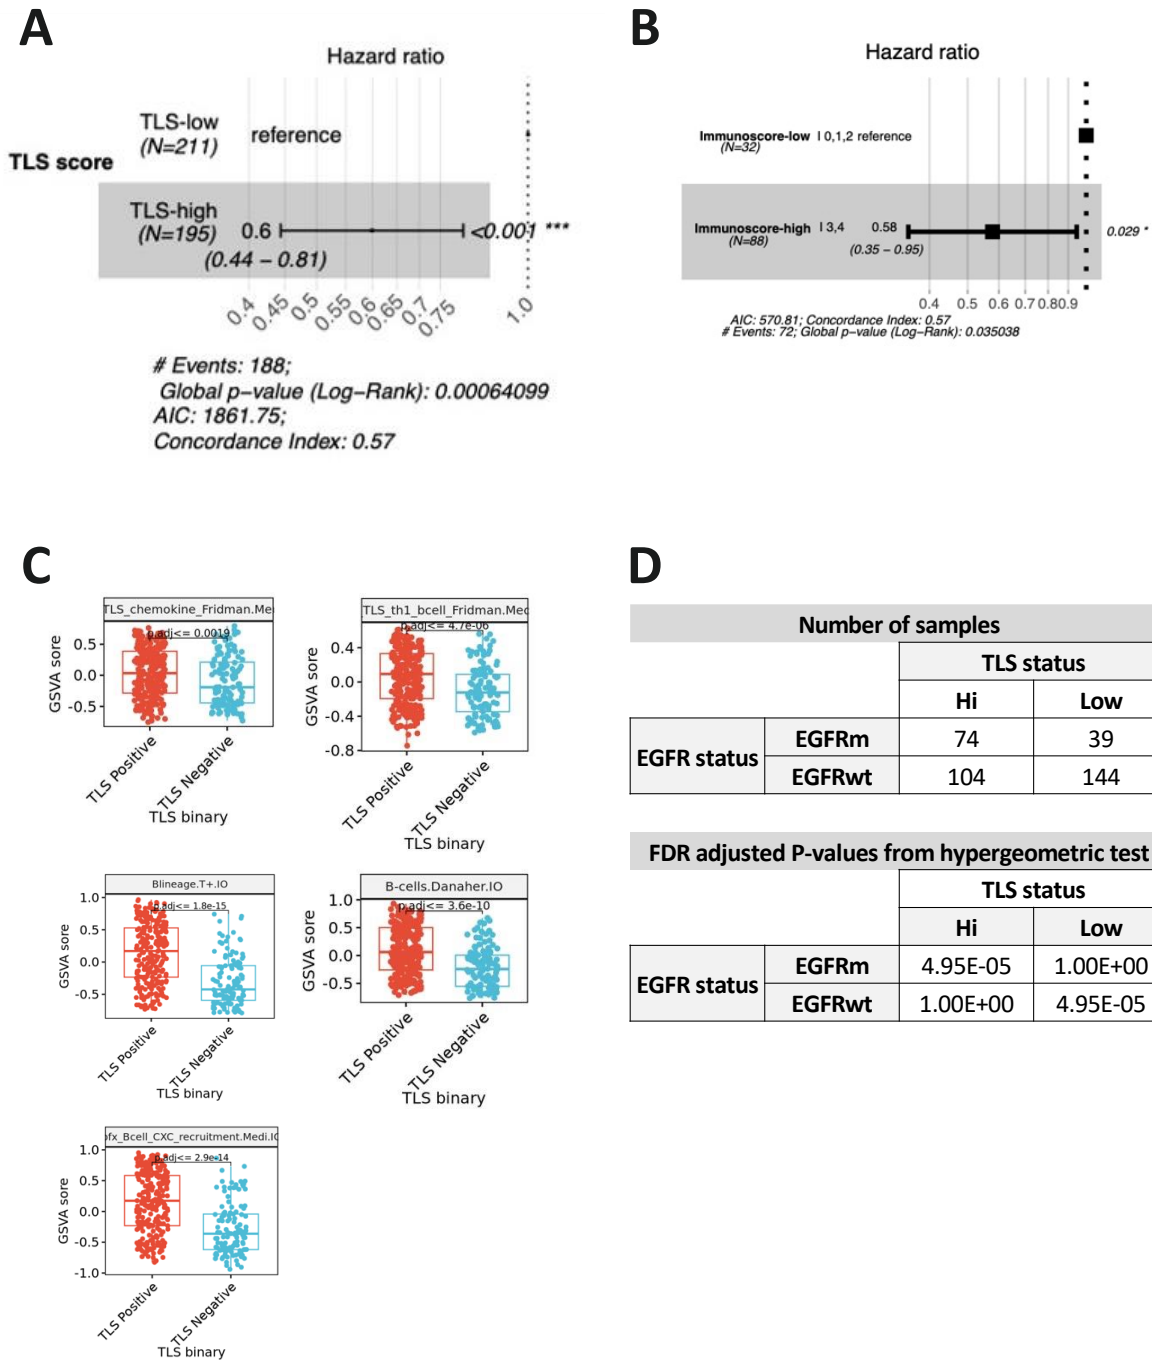 A
Hazard ratio
TLS-low
(N=211)
reference
TLS score
TLS-high
(N=195)
0.6
(0.44 – 0.81)
<0.001 ***
0.4 0.45 0.5 0.55 0.6 0.65 0.7 0.75 1.0
# Events: 188;
Global p-value (Log-Rank): 0.00064099
AIC: 1861.75;
Concordance Index: 0.57
B
Hazard ratio
Immunoscore-low I 0,1,2 reference
(N=32)
Immunoscore-high I 3,4 0.58
(N=88)
(0.35 – 0.95)
0.029 *
0.4 0.5 0.6 0.7 0.8 0.9
AIC: 570.81; Concordance Index: 0.57
# Events: 72; Global p-value (Log-Rank): 0.035038
C
TLS_chemokine_Fridman.Me
p.adj<= 0.0019
GSVA sore
0.5
0.0
-0.5
TLS Positive
TLS Negative
TLS binary
TLS_th1_bcell_Fridman.Med
p.adj<= 4.7e-06
GSVA sore
0.4
0.0
-0.4
-0.8
TLS Positive
TLS Negative
TLS binary
Blineage.T+.IO
p.adj<= 1.8e-15
GSVA sore
1.0
0.5
0.0
-0.5
TLS Positive
TLS Negative
TLS binary
B-cells.Danaher.IO
p.adj<= 3.6e-10
GSVA sore
1.0
0.5
0.0
-0.5
TLS Positive
TLS Negative
TLS binary
fx_Bcell_CXC_recruitment.Medi.IO
p.adj<= 2.9e-14
GSVA sore
1.0
0.5
0.0
-0.5
-1.0
TLS Positive
TLS Negative
TLS binary
D
Number of samples
TLS status
Hi Low
EGFR status
EGFRm 74 39
EGFRwt 104 144
FDR adjusted P-values from hypergeometric test
TLS status
Hi Low
EGFR status
EGFRm 4.95E-05 1.00E+00
EGFRwt 1.00E+00 4.95E-05